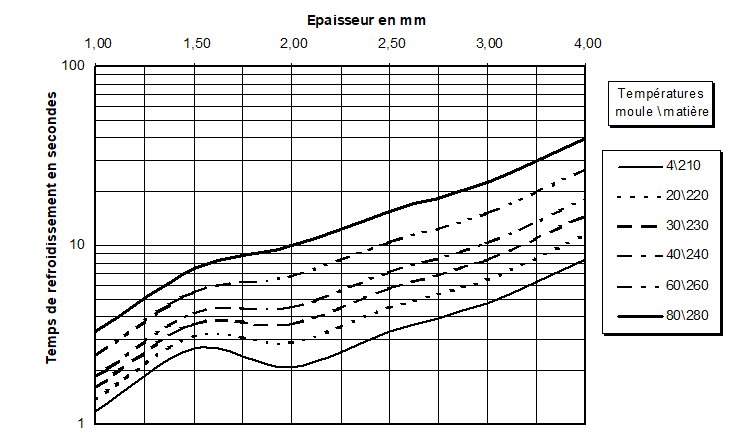 Epaisseur en mm
1,00 1,50 2,00 2,50 3,00 4,00
Temps de refroidissement en secondes
100
10
1
Températures
moule \ matière
4\210
20\220
30\230
40\240
60\260
80\280